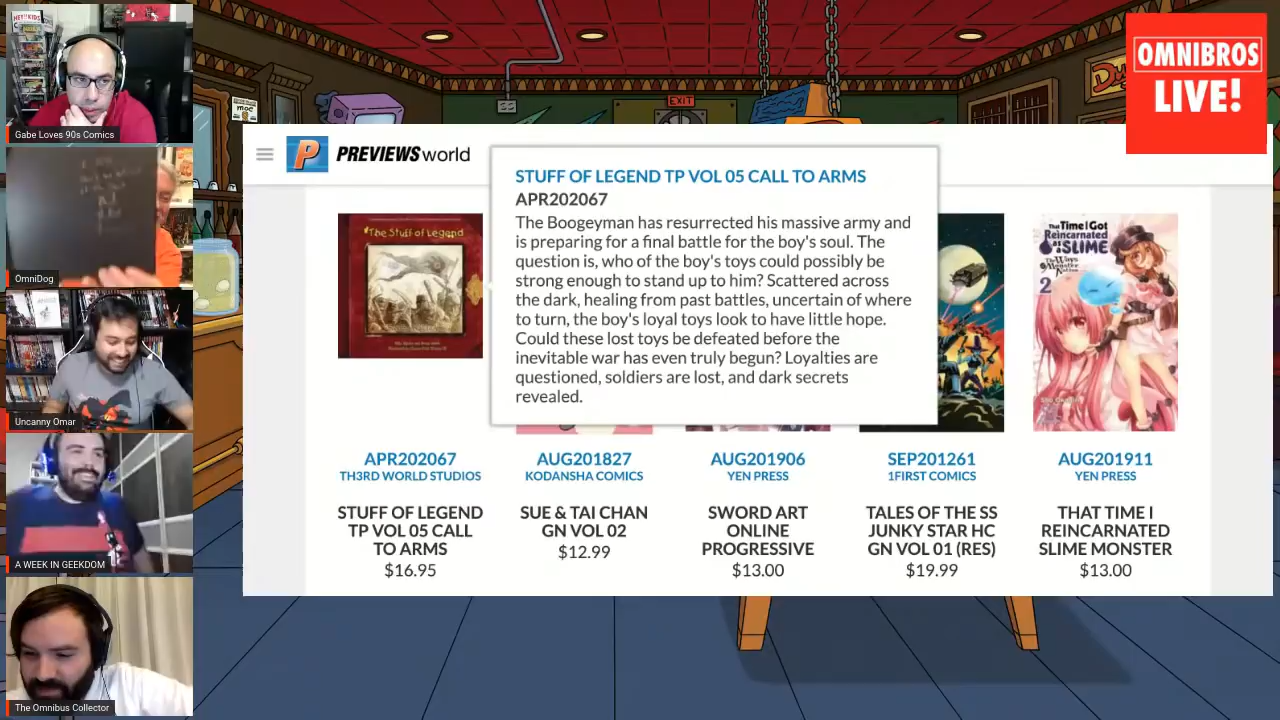 Gabe Loves 90s Comics
OmniDog
Uncanny Omar
A WEEK IN GEEKDOM
The Omnibus Collector
EXIT
OMNIBROS
LIVE!
P
PREVIEWSworld
STUFF OF LEGEND TP VOL 05 CALL TO ARMS
APR202067
The Boogeyman has resurrected his massive army and
is preparing for a final battle for the boy's soul. The
question is, who of the boy's toys could possibly be
strong enough to stand up to him? Scattered across
the dark, healing from past battles, uncertain of where
to turn, the boy's loyal toys look to have little hope.
Could these lost toys be defeated before the
inevitable war has even truly begun? Loyalties are
questioned, soldiers are lost, and dark secrets
revealed.
The Stuff of Legend
That Time I Got
Reincarnated
as a SLIME
The Ways
of the Monster
Nation
2
APR202067
TH3RD WORLD STUDIOS
STUFF OF LEGEND
TP VOL 05 CALL
TO ARMS
$16.95
AUG201827
KODANSHA COMICS
SUE & TAI CHAN
GN VOL 02
$12.99
AUG201906
YEN PRESS
SWORD ART
ONLINE
PROGRESSIVE
$13.00
SEP201261
1FIRST COMICS
TALES OF THE SS
JUNKY STAR HC
GN VOL 01 (RES)
$19.99
AUG201911
YEN PRESS
THAT TIME I
REINCARNATED
SLIME MONSTER
$13.00